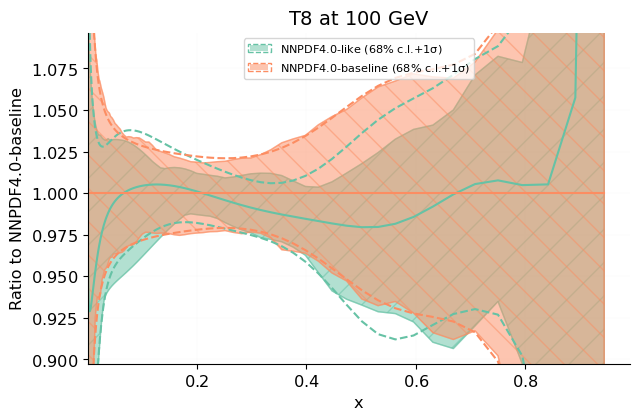 T8 at 100 GeV
NNPDF4.0-like (68% c.l.+1σ)
NNPDF4.0-baseline (68% c.l.+1σ)
Ratio to NNPDF4.0-baseline
1.075
1.050
1.025
1.000
0.975
0.950
0.925
0.900
0.2 0.4 0.6 0.8
x